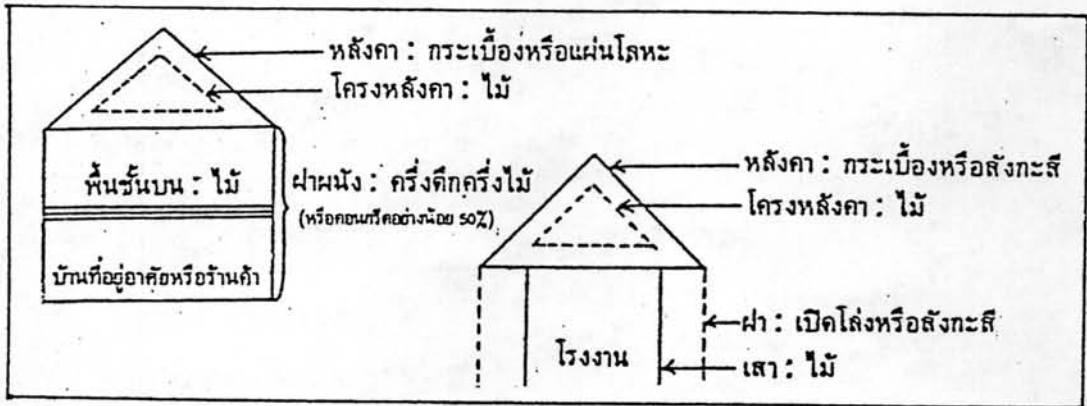 หลังคา : กระเบื้องหรือแผ่นโลหะ
โครงหลังคา : ไม้
พื้นชั้นบน : ไม้
ฝาผนัง : ครึ่งตึกครึ่งไม้
(หรือคอนกรีตอย่างน้อย 50%)
บ้านที่อยู่อาศัยหรือร้านค้า
หลังคา : กระเบื้องหรือสังกะสี
โครงหลังคา : ไม้
ฝา : เปิดโล่งหรือสังกะสี
โรงงาน
เสา : ไม้